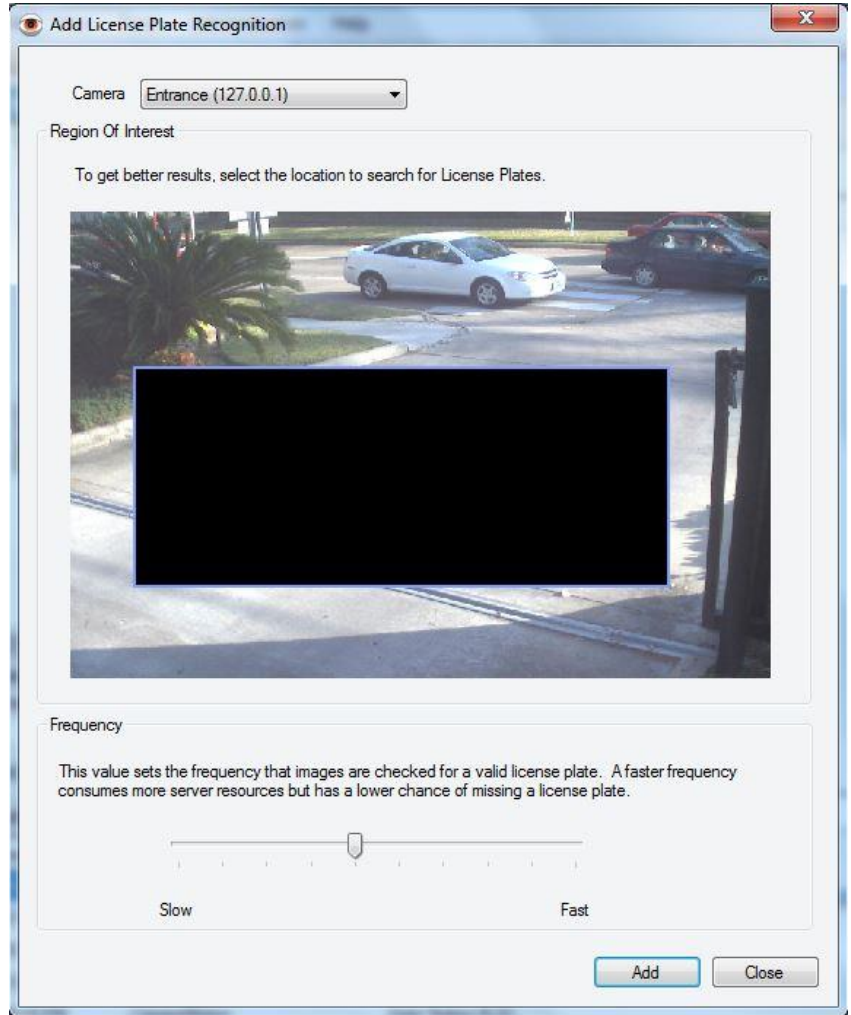 Add License Plate Recognition
Camera Entrance (127.0.0.1)
Region Of Interest
To get better results, select the location to search for License Plates.
Frequency
This value sets the frequency that images are checked for a valid license plate. A faster frequency
consumes more server resources but has a lower chance of missing a license plate.
Slow Fast
Add Close